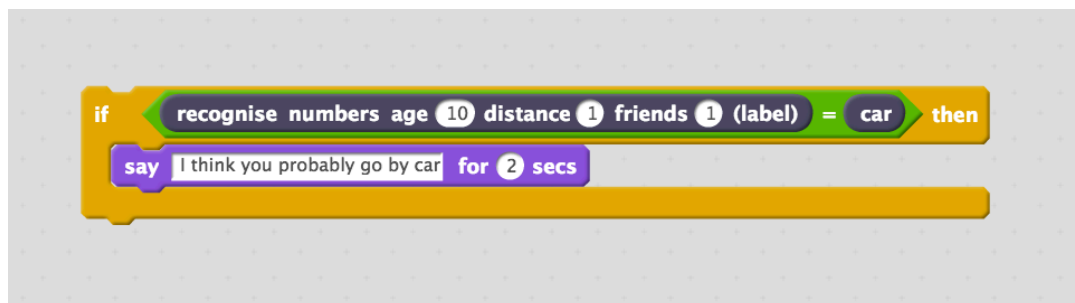 if recognise numbers age 10 distance 1 friends 1 (label) = car then
say I think you probably go by car for 2 secs